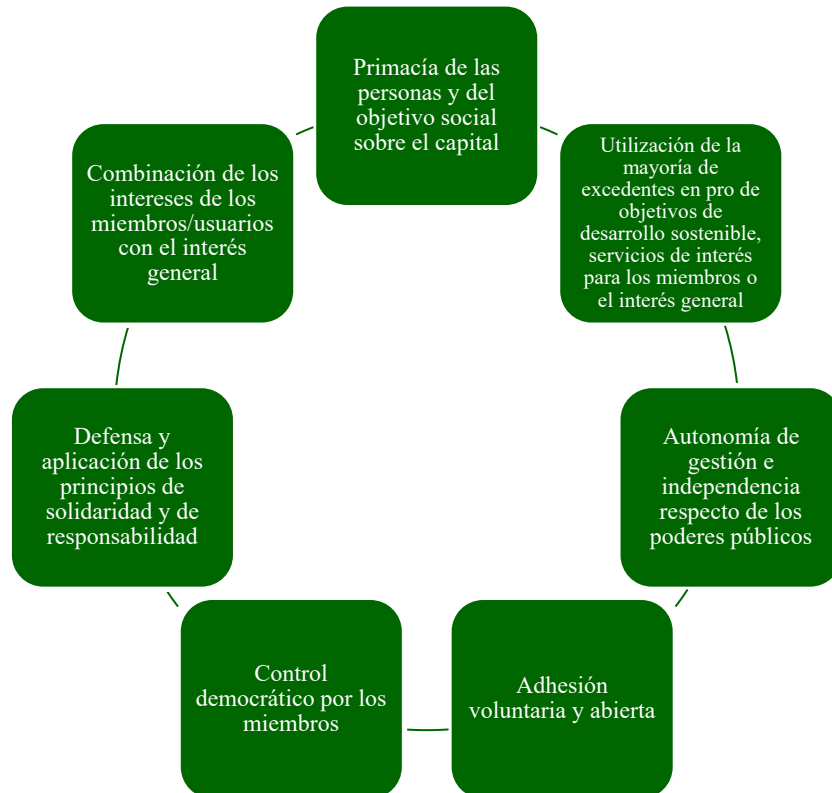 Primacía de las
personas y del
objetivo social
sobre el capital
Utilización de la
mayoría de
excedentes en pro de
objetivos de
desarrollo sostenible,
servicios de interés
para los miembros o
el interés general
Autonomía de
gestión e
independencia
respecto de los
poderes públicos
Adhesión
voluntaria y abierta
Control
democrático por los
miembros
Defensa y
aplicación de los
principios de
solidaridad y de
responsabilidad
Combinación de los
intereses de los
miembros/usuarios
con el interés
general